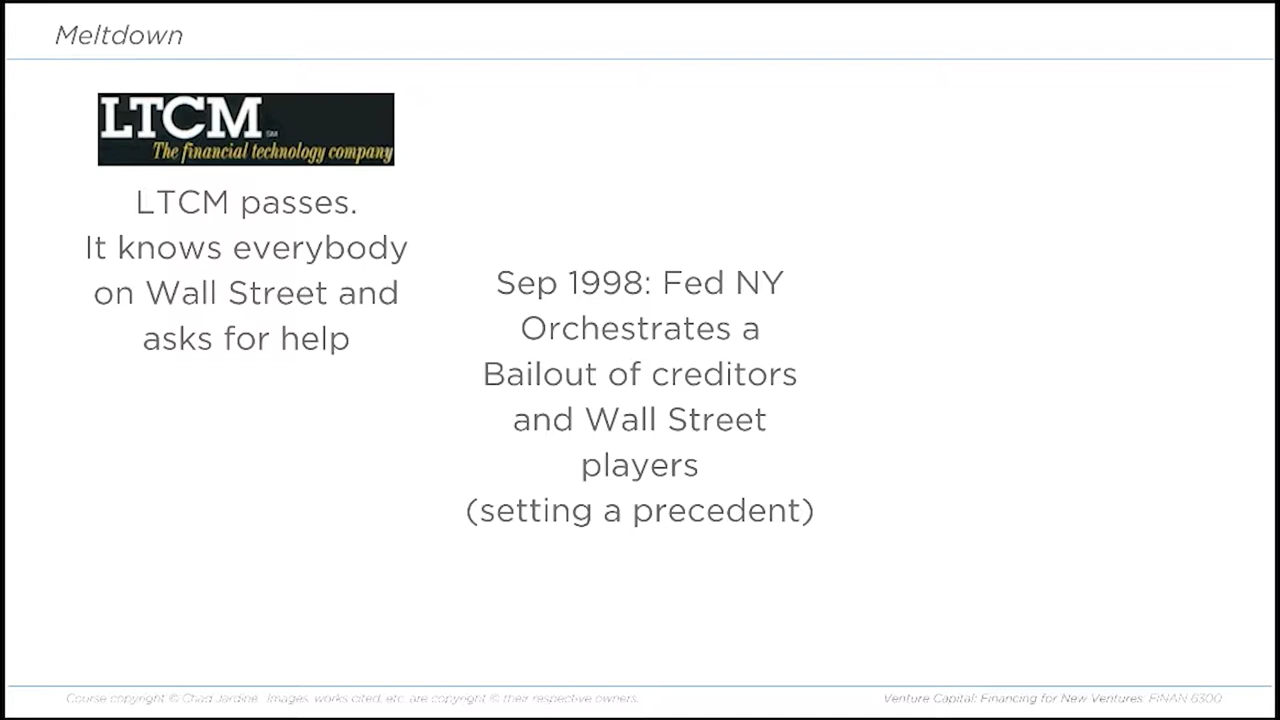 Meltdown
LTCM SM
The financial technology company
LTCM passes.
It knows everybody
on Wall Street and
asks for help
Sep 1998: Fed NY
Orchestrates a
Bailout of creditors
and Wall Street
players
(setting a precedent)
Course copyright © Chad Jardine. Images, works cited, etc. are copyright © their respective owners.
Venture Capital: Financing for New Ventures: FINAN 6300